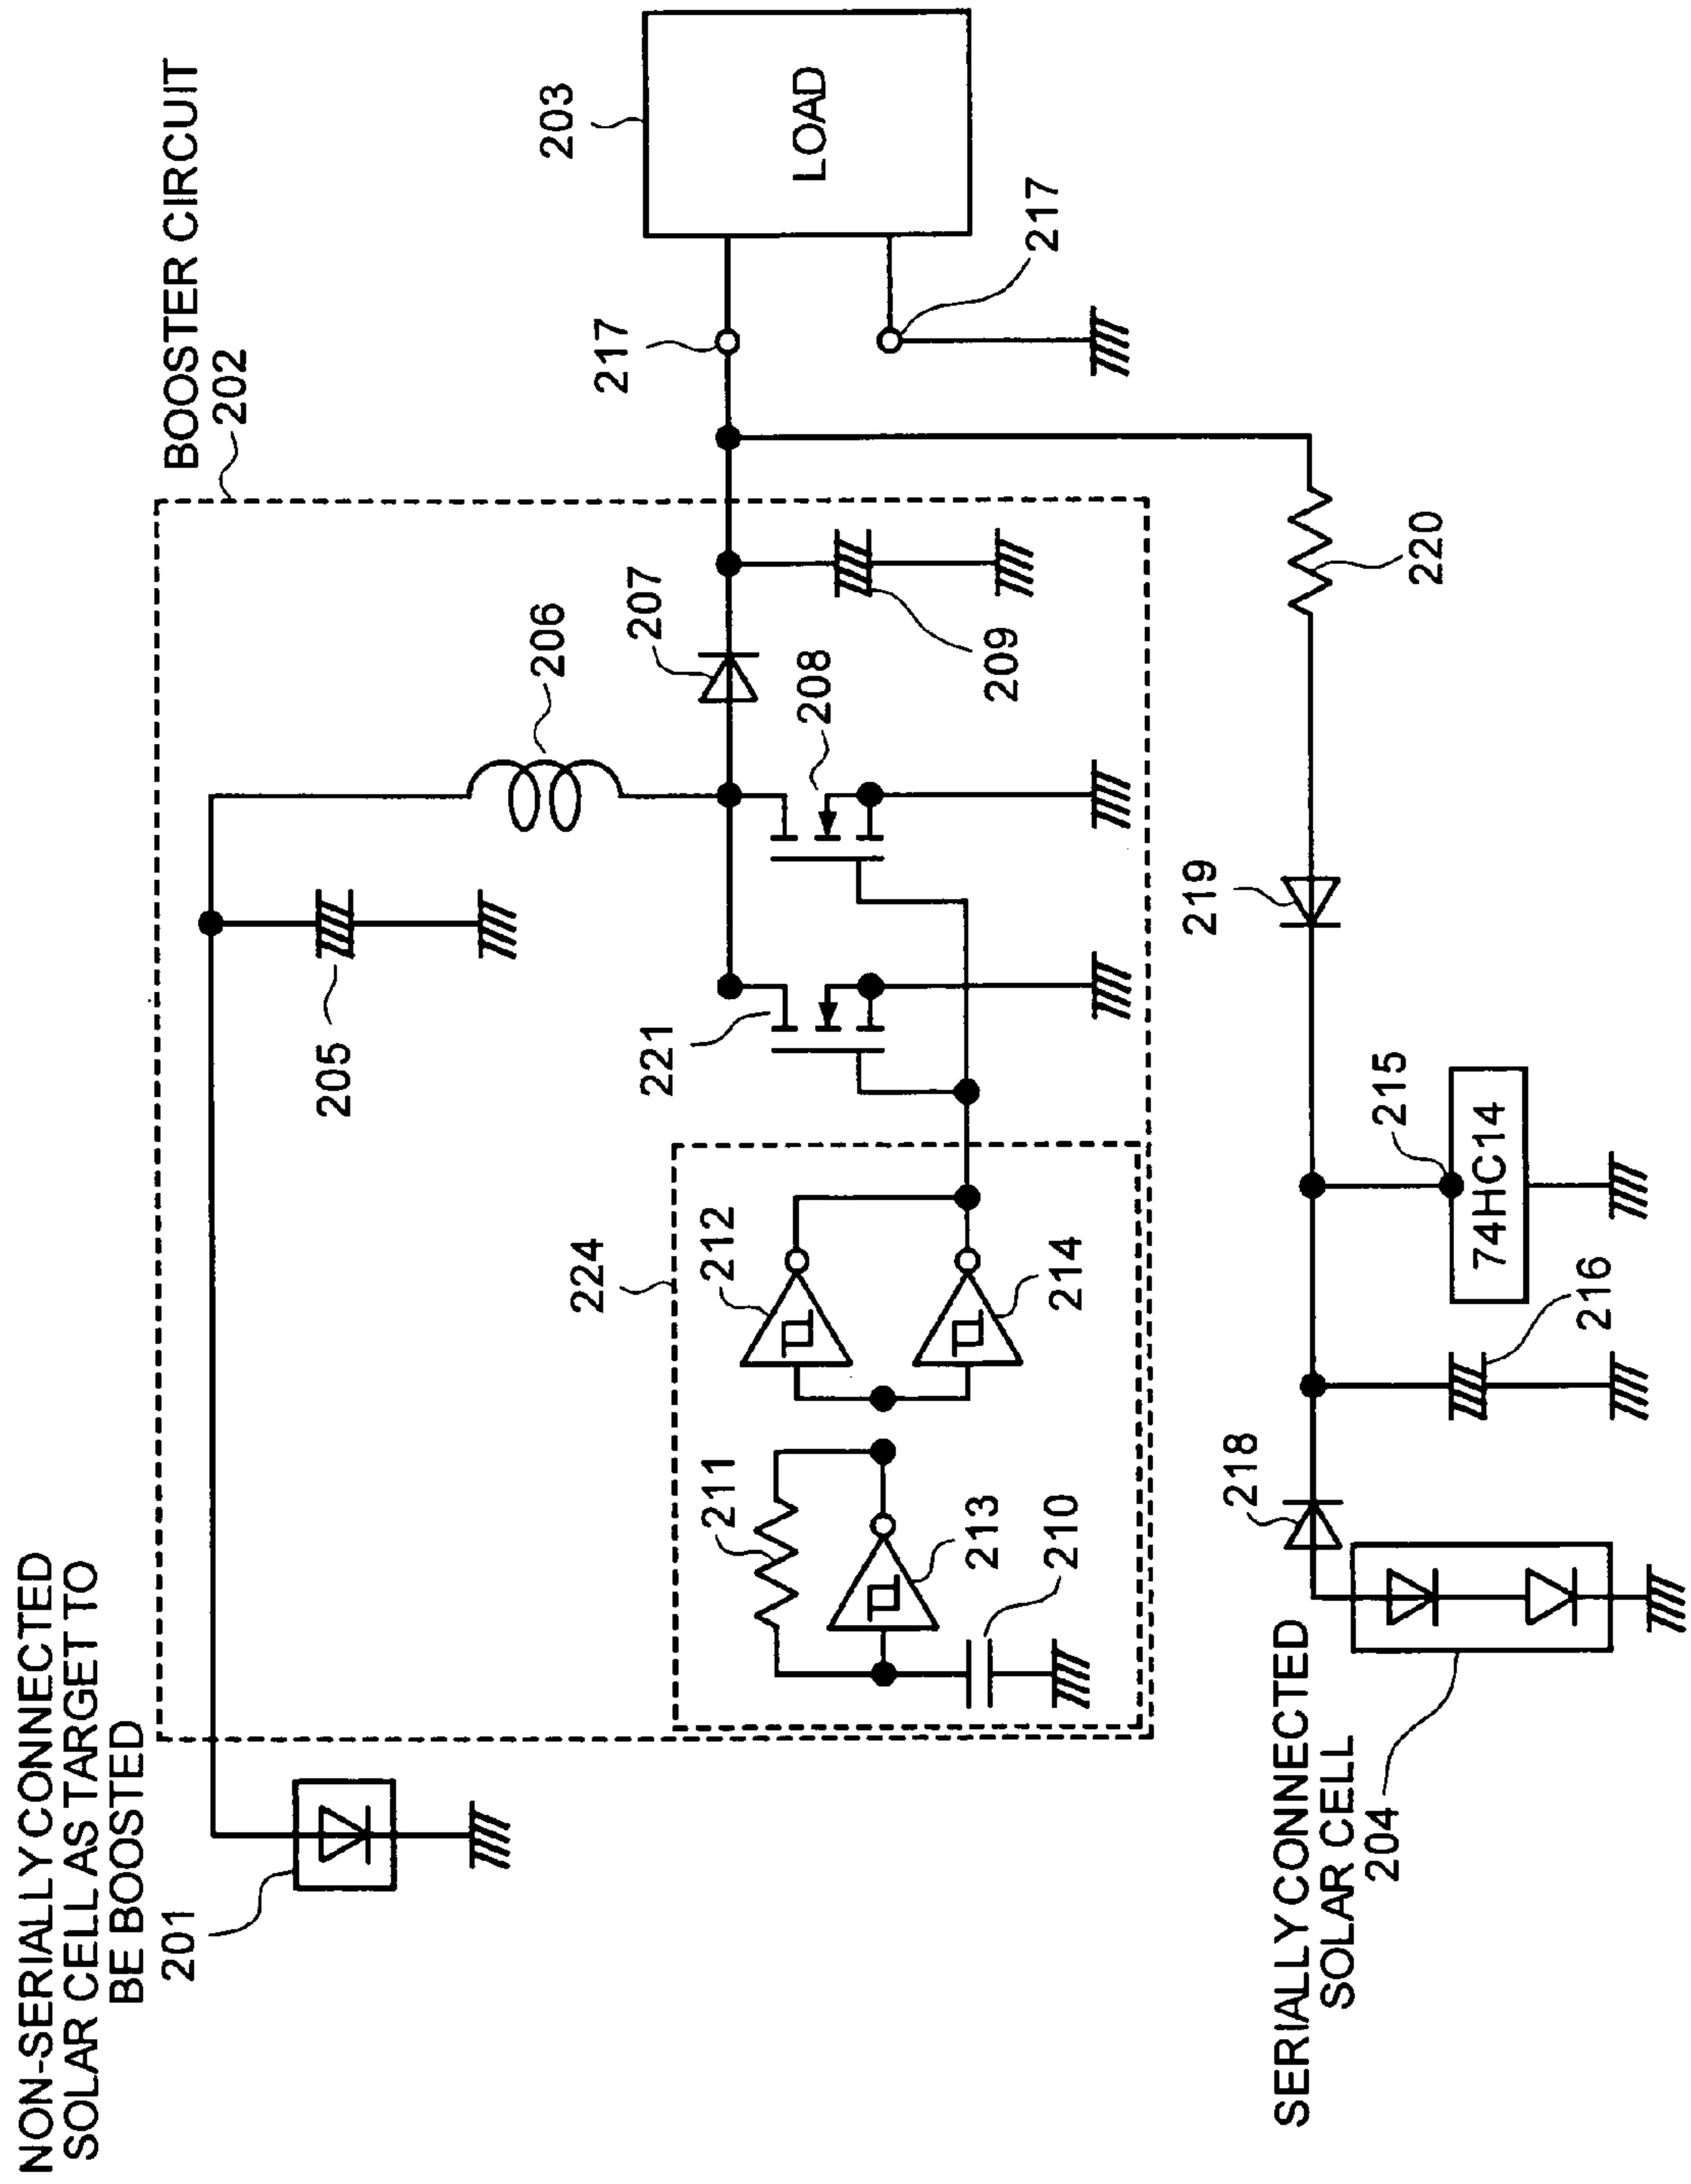 NON-SERIALLY CONNECTED
SOLAR CELL AS TARGET TO
BE BOOSTED
201
BOOSTER CIRCUIT
202
205
206
207
208
209
221
203
LOAD
217
217
224
211
212
213
214
210
SERIALLY CONNECTED
SOLAR CELL
204
218
216
215
74HC14
219
220